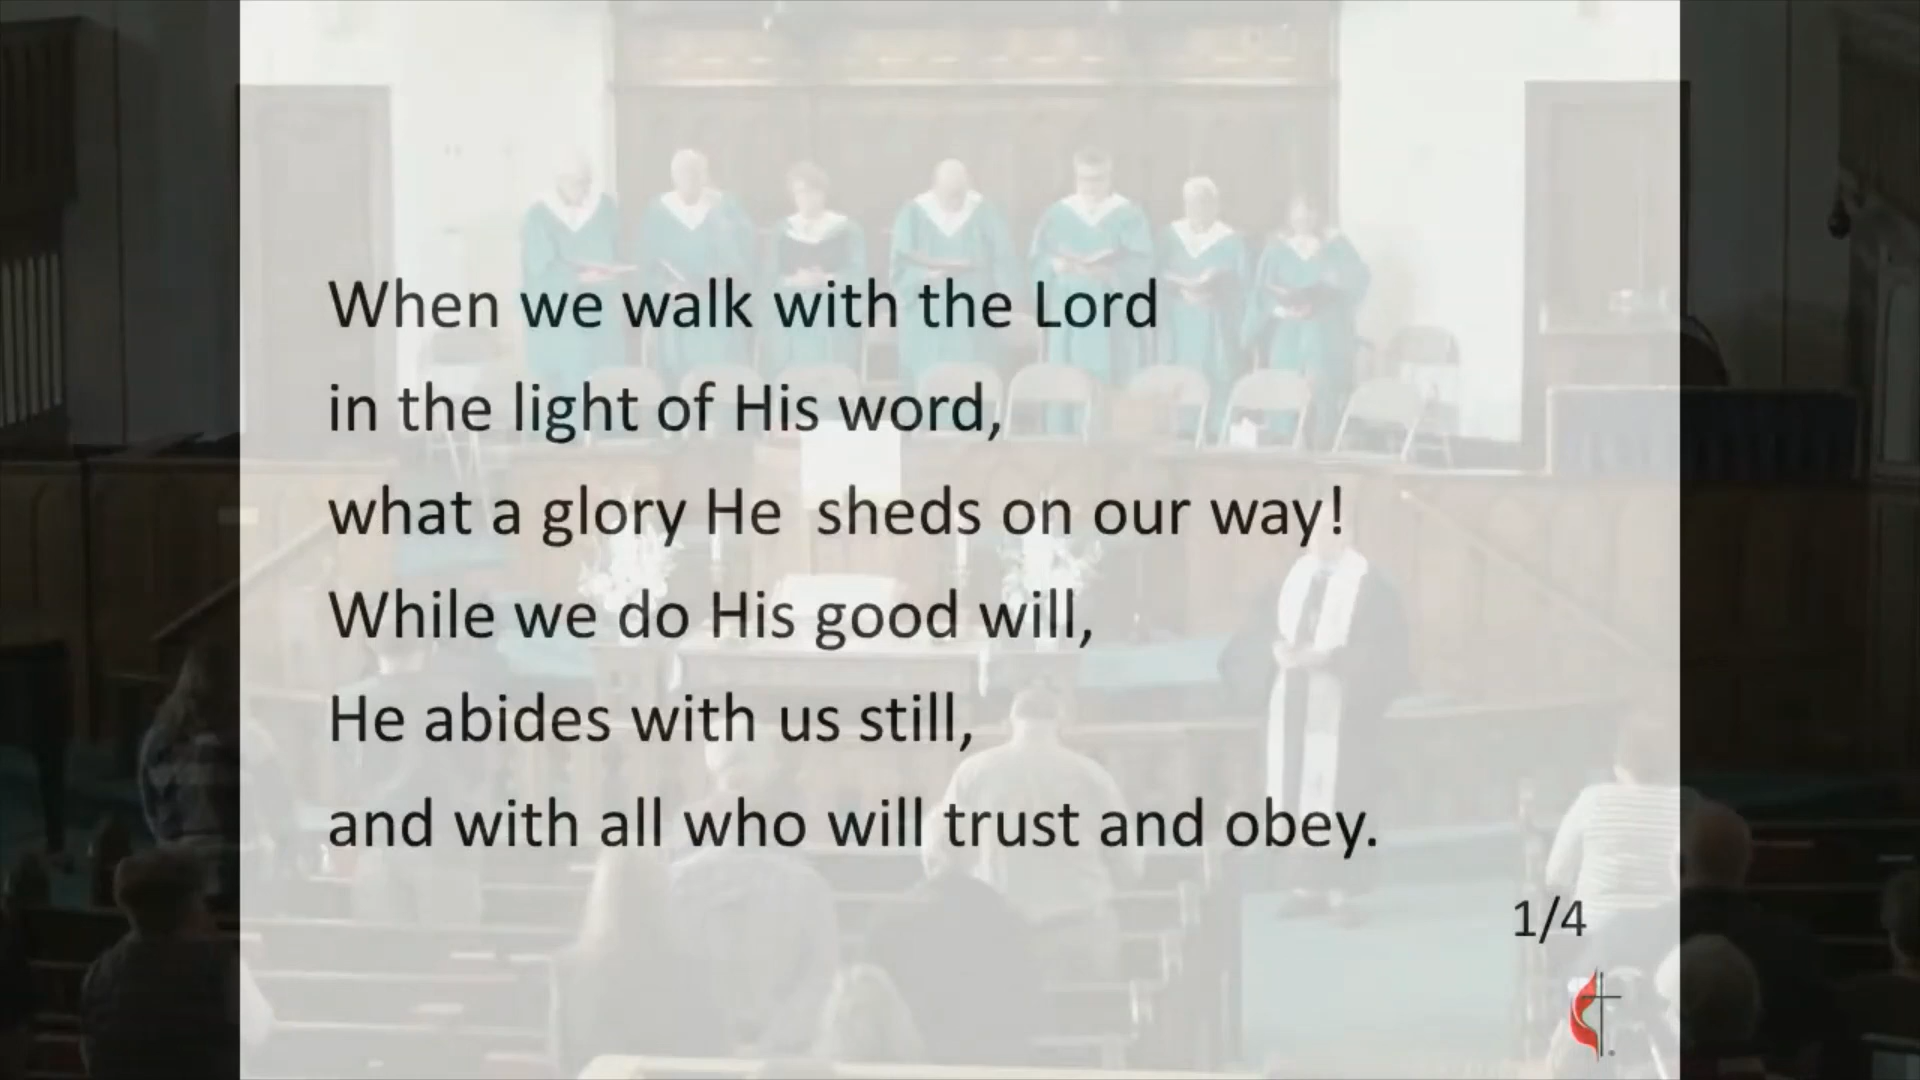 When we walk with the Lord
in the light of His word,
what a glory He  sheds on our way!
While we do His good will,
He abides with us still,
and with all who will trust and obey.
1/4